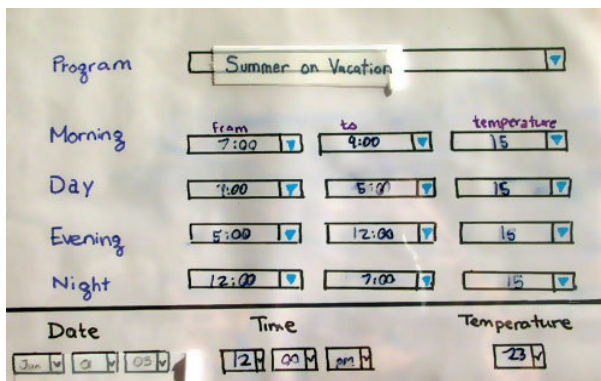 Program Summer on Vacation
from to temperature
Morning 7:00 9:00 15
Day 9:00 5:00 15
Evening 5:00 12:00 15
Night 12:00 7:00 15
Date Time Temperature
Jun 01 03 12 00 pm 23